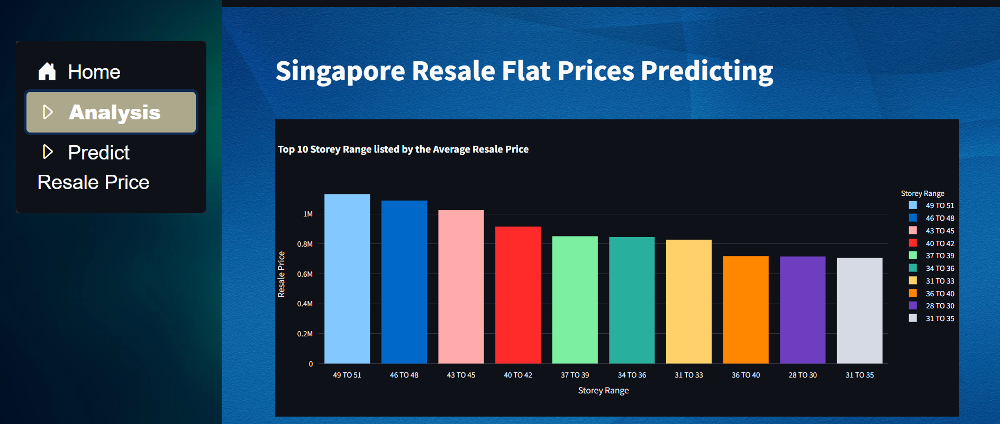 Home
Analysis
Predict
Resale Price
Singapore Resale Flat Prices Predicting
Top 10 Storey Range listed by the Average Resale Price
Resale Price
1M
0.8M
0.6M
0.4M
0.2M
0
49 TO 51
46 TO 48
43 TO 45
40 TO 42
37 TO 39
34 TO 36
31 TO 33
36 TO 40
28 TO 30
31 TO 35
Storey Range
Storey Range
49 TO 51
46 TO 48
43 TO 45
40 TO 42
37 TO 39
34 TO 36
31 TO 33
36 TO 40
28 TO 30
31 TO 35